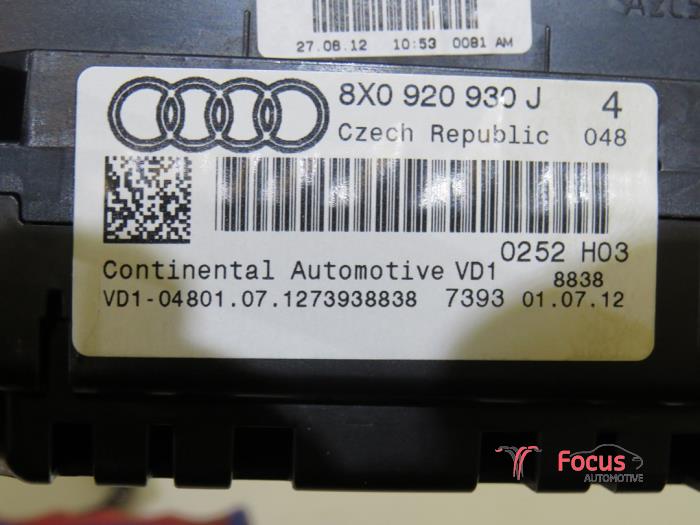 27.06.12 10:53 0081 AM
8X0 920 930 J 4
Czech Republic 048
0252 H03
Continental Automotive VD1 8838
VD1-04801.07.1273938838 7393 01.07.12
Focus
AUTOMOTIVE